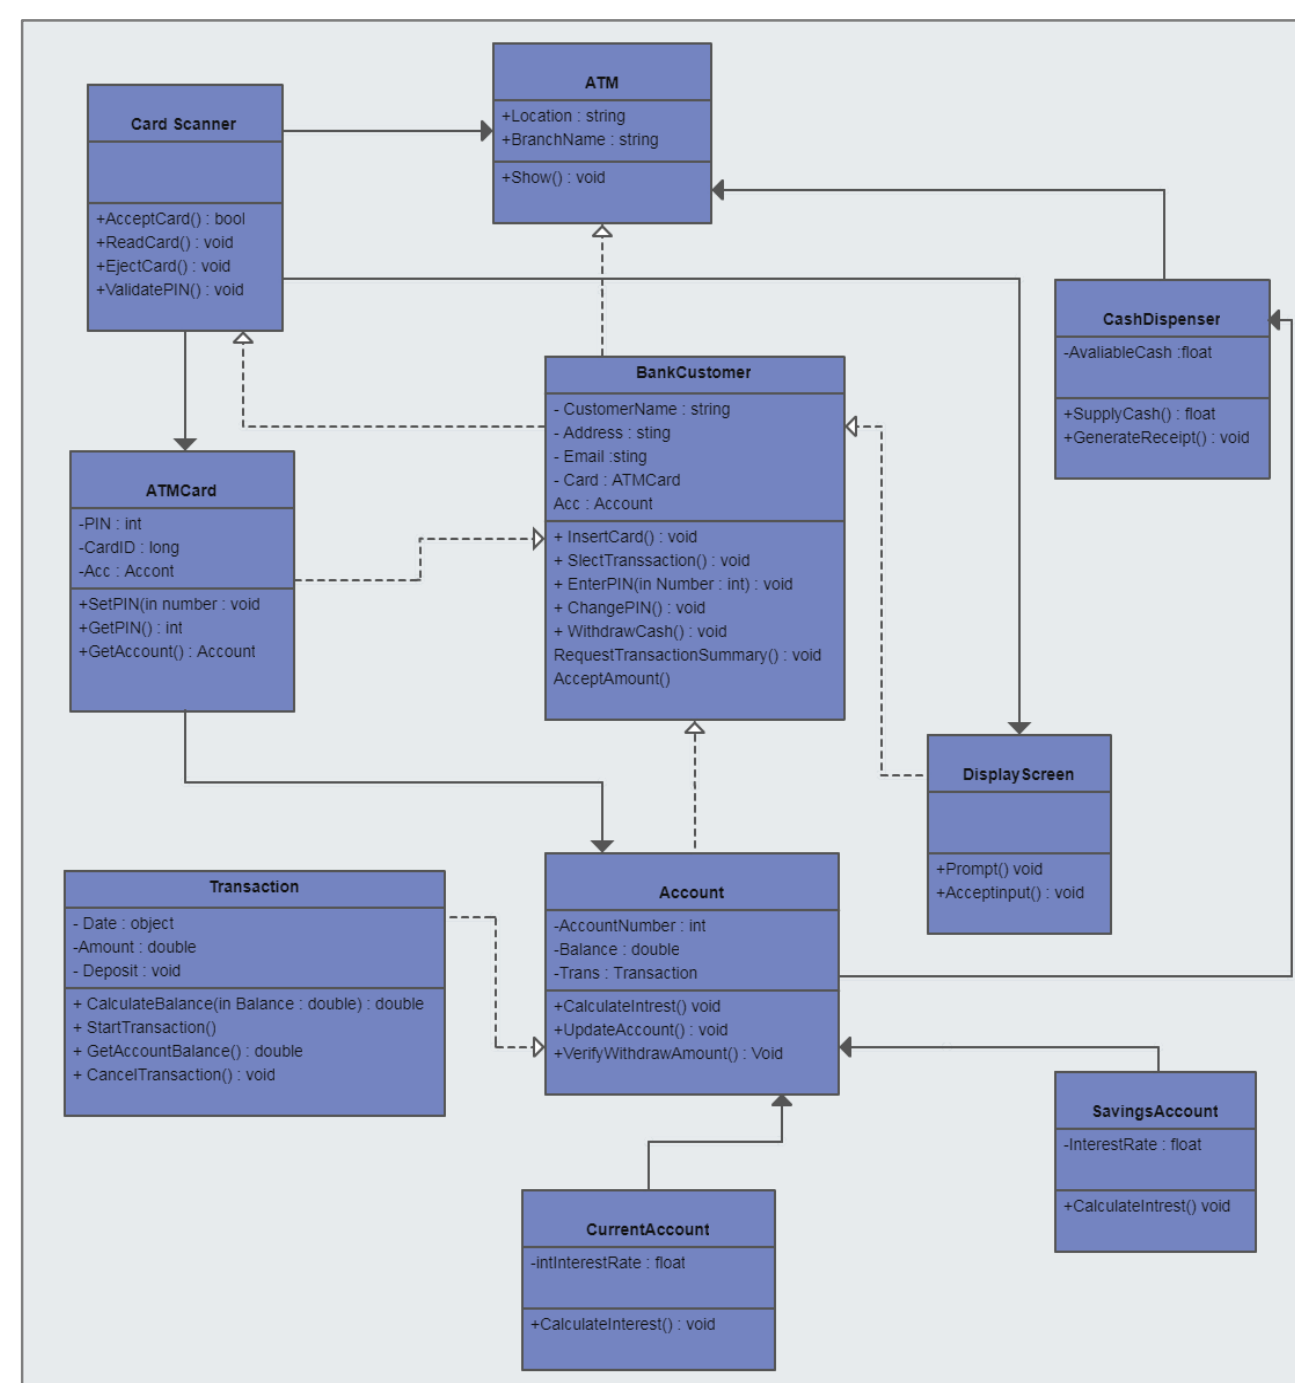 ATM
+Location : string
+BranchName : string
+Show() : void
Card Scanner
+AcceptCard() : bool
+ReadCard() : void
+EjectCard() : void
+ValidatePIN() : void
CashDispenser
-AvaliableCash :float
+SupplyCash() : float
+GenerateReceipt() : void
BankCustomer
- CustomerName : string
- Address : sting
- Email :sting
- Card : ATMCard
Acc : Account
+ InsertCard() : void
+ SlectTranssaction() : void
+ EnterPIN(in Number : int) : void
+ ChangePIN() : void
+ WithdrawCash() : void
RequestTransactionSummary() : void
AcceptAmount()
ATMCard
-PIN : int
-CardID : long
-Acc : Accont
+SetPIN(in number : void
+GetPIN() : int
+GetAccount() : Account
DisplayScreen
+Prompt() void
+Acceptinput() : void
Transaction
- Date : object
-Amount : double
- Deposit : void
+ CalculateBalance(in Balance : double) : double
+ StartTransaction()
+ GetAccountBalance() : double
+ CancelTransaction() : void
Account
-AccountNumber : int
-Balance : double
-Trans : Transaction
+CalculateIntrest() void
+UpdateAccount() : void
+VerifyWithdrawAmount() : Void
SavingsAccount
-InterestRate : float
+CalculateIntrest() void
CurrentAccount
-intInterestRate : float
+CalculateInterest() : void